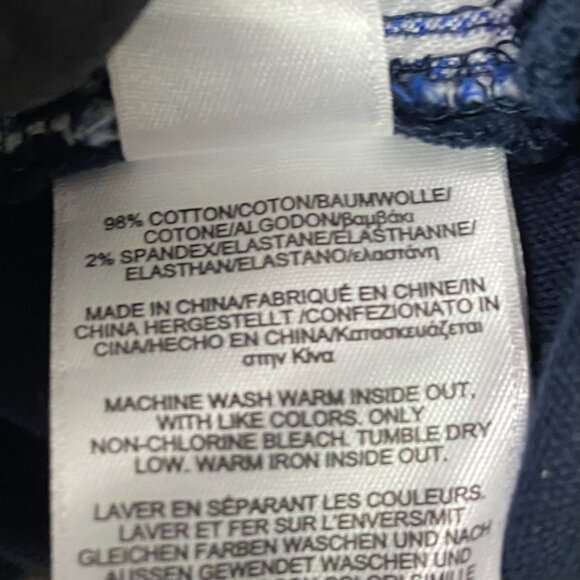 98% COTTON/COTON/BAUMWOLLE/
COTONE/ALGODON/Βαμβάκι
2% SPANDEX/ELASTANE/ELASTHANNE/
ELASTHAN/ELASTANO/ελαστάνη
MADE IN CHINA/FABRIQUÉ EN CHINE/IN
CHINA HERGESTELLT /CONFEZIONATO IN
CINA/HECHO EN CHINA/Κατασκευάζεται
στην Κίνα
MACHINE WASH WARM INSIDE OUT,
WITH LIKE COLORS. ONLY
NON-CHLORINE BLEACH. TUMBLE DRY
LOW. WARM IRON INSIDE OUT.
LAVER EN SÉPARANT LES COULEURS.
LAVER ET FER SUR L'ENVERS/MIT
GLEICHEN FARBEN WASCHEN UND NACH
AUSSEN GEWENDET WASCHEN UND